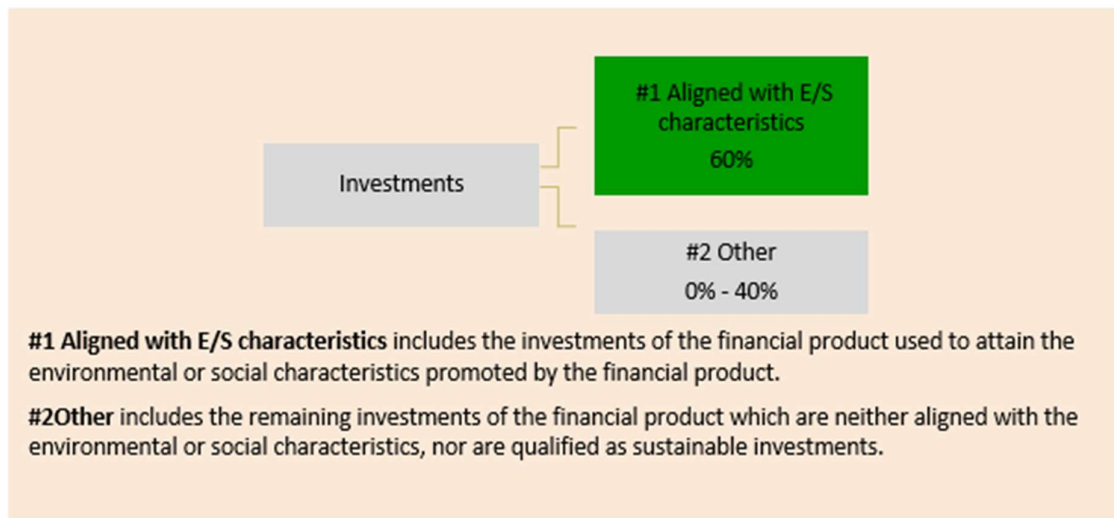 #1 Aligned with E/S
characteristics
60%
Investments
#2 Other
0% - 40%
#1 Aligned with E/S characteristics includes the investments of the financial product used to attain the
environmental or social characteristics promoted by the financial product.
#2Other includes the remaining investments of the financial product which are neither aligned with the
environmental or social characteristics, nor are qualified as sustainable investments.